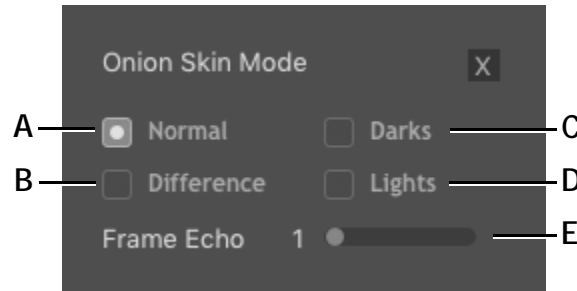 Onion Skin Mode X
A Normal Darks C
B Difference Lights D
Frame Echo 1 E